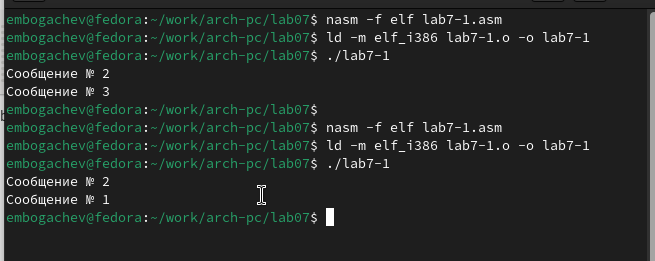 embogachev@fedora:~/work/arch-pc/lab07$ nasm -f elf lab7-1.asm
embogachev@fedora:~/work/arch-pc/lab07$ ld -m elf_i386 lab7-1.o -o lab7-1
embogachev@fedora:~/work/arch-pc/lab07$ ./lab7-1
Сообщение № 2
Сообщение № 3
embogachev@fedora:~/work/arch-pc/lab07$
embogachev@fedora:~/work/arch-pc/lab07$ nasm -f elf lab7-1.asm
embogachev@fedora:~/work/arch-pc/lab07$ ld -m elf_i386 lab7-1.o -o lab7-1
embogachev@fedora:~/work/arch-pc/lab07$ ./lab7-1
Сообщение № 2
Сообщение № 1
embogachev@fedora:~/work/arch-pc/lab07$